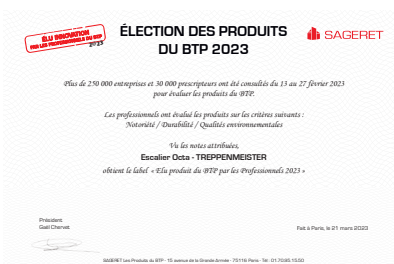 ÉLU INNOVATION
PAR LES PROFESSIONNELS DU BTP
2023
ÉLECTION DES PRODUITS
DU BTP 2023
SAGERET
Plus de 250 000 entreprises et 30 000 prescripteurs ont été consultés du 13 au 27 février 2023
pour évaluer les produits du BTP.
Les professionnels ont évalué les produits sur les critères suivants :
Notoriété / Durabilité / Qualités environnementales
Vu les notes attribuées,
Escalier Octa - TREPPENMEISTER
obtient le label « Elu produit du BTP par les Professionnels 2023 »
Président
Gaël Chervet
Fait à Paris, le 21 mars 2023
SAGERET Les Produits du BTP - 15 avenue de la Grande Armée - 75116 Paris - Tél : 01.70.46.15.50